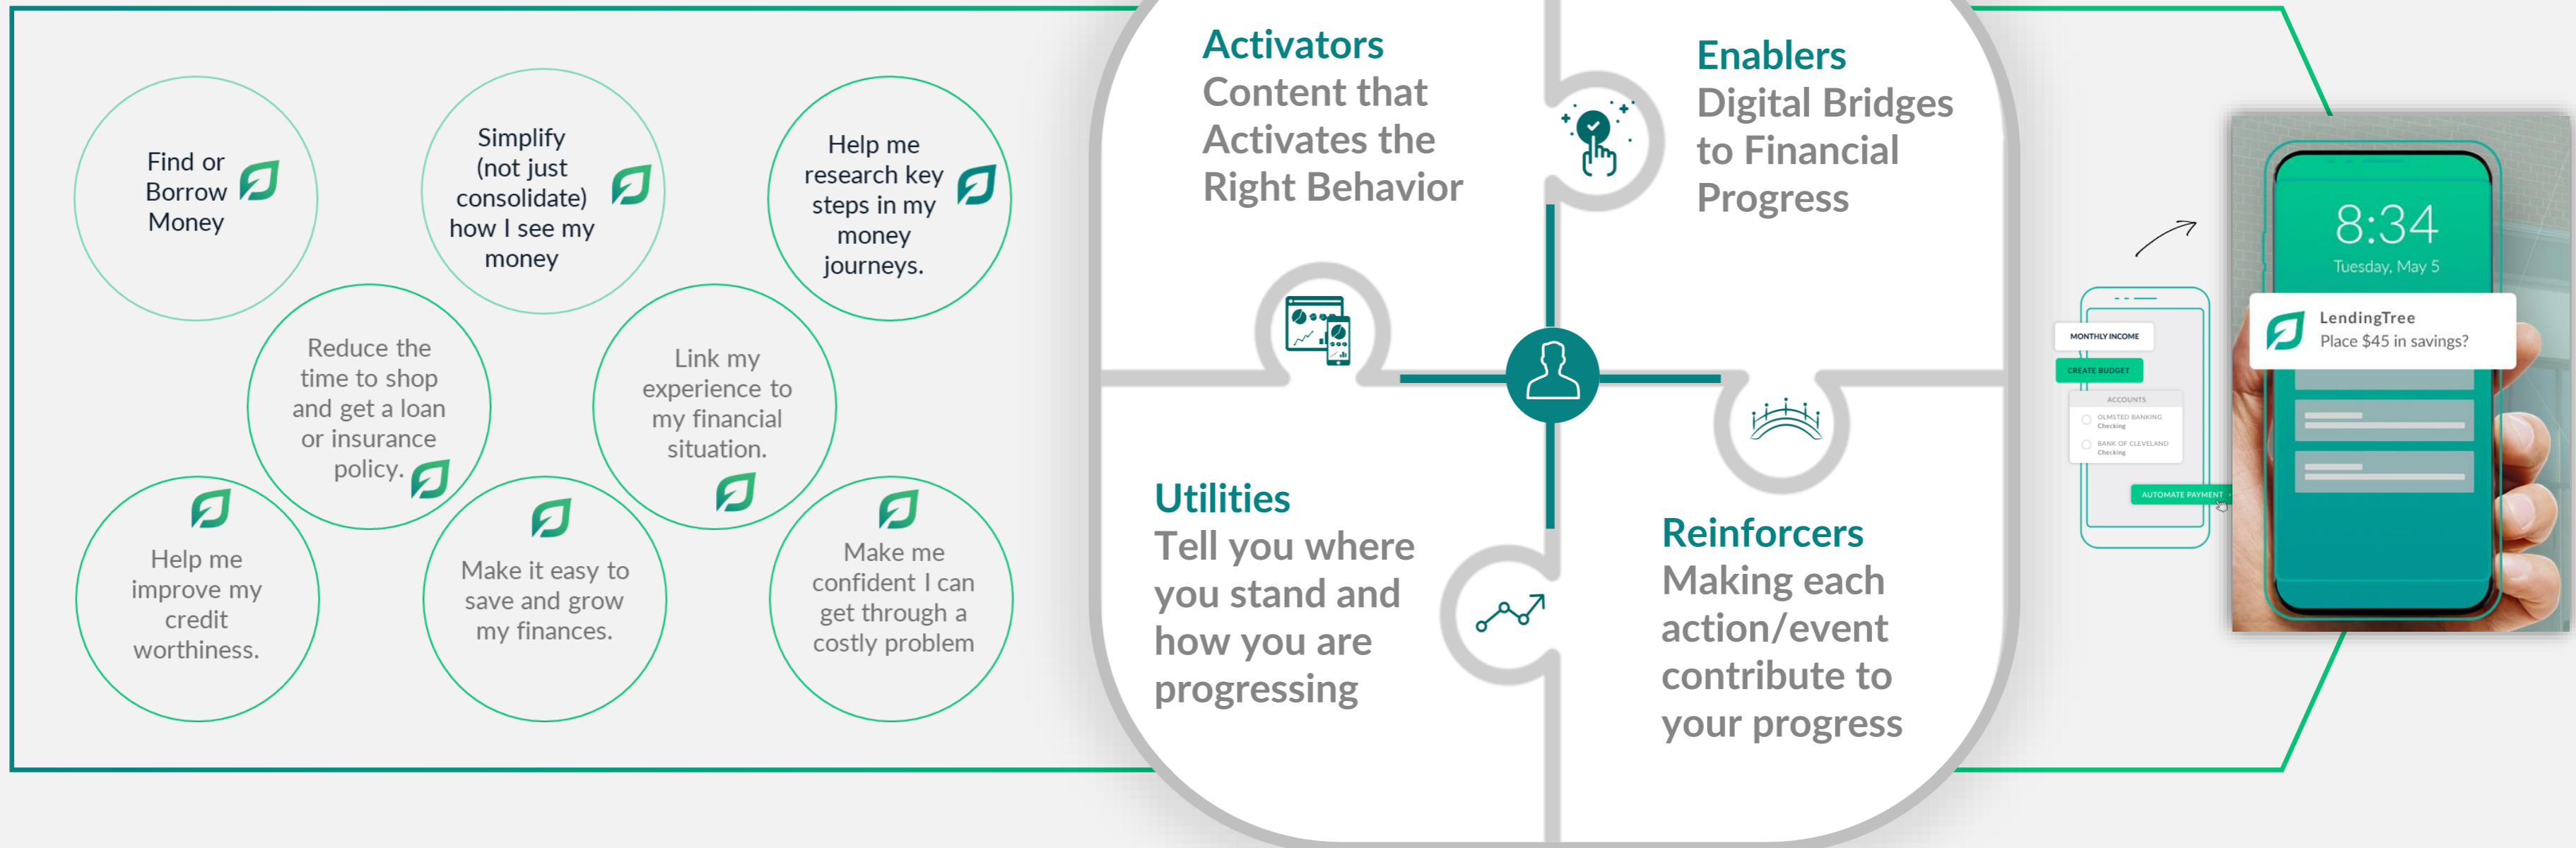 Find or
Borrow
Money
Simplify
(not just
consolidate)
how I see my
money
Help me
research key
steps in my
money
journeys.
Reduce the
time to shop
and get a loan
or insurance
policy.
Link my
experience to
my financial
situation.
Help me
improve my
credit
worthiness.
Make it easy to
save and grow
my finances.
Make me
confident I can
get through a
costly problem
Activators
Content that
Activates the
Right Behavior
Enablers
Digital Bridges
to Financial
Progress
Utilities
Tell you where
you stand and
how you are
progressing
Reinforcers
Making each
action/event
contribute to
your progress
MONTHLY INCOME
CREATE BUDGET
ACCOUNTS
OLMSTED BANKING
Checking
BANK OF CLEVELAND
Checking
AUTOMATE PAYMENT
8:34
Tuesday, May 5
LendingTree
Place $45 in savings?